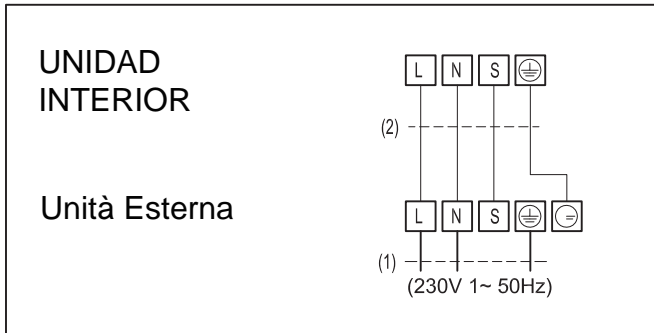 UNIDAD
INTERIOR
L N S
(2)
Unità Esterna
L N S
(1)
(230V 1~ 50Hz)